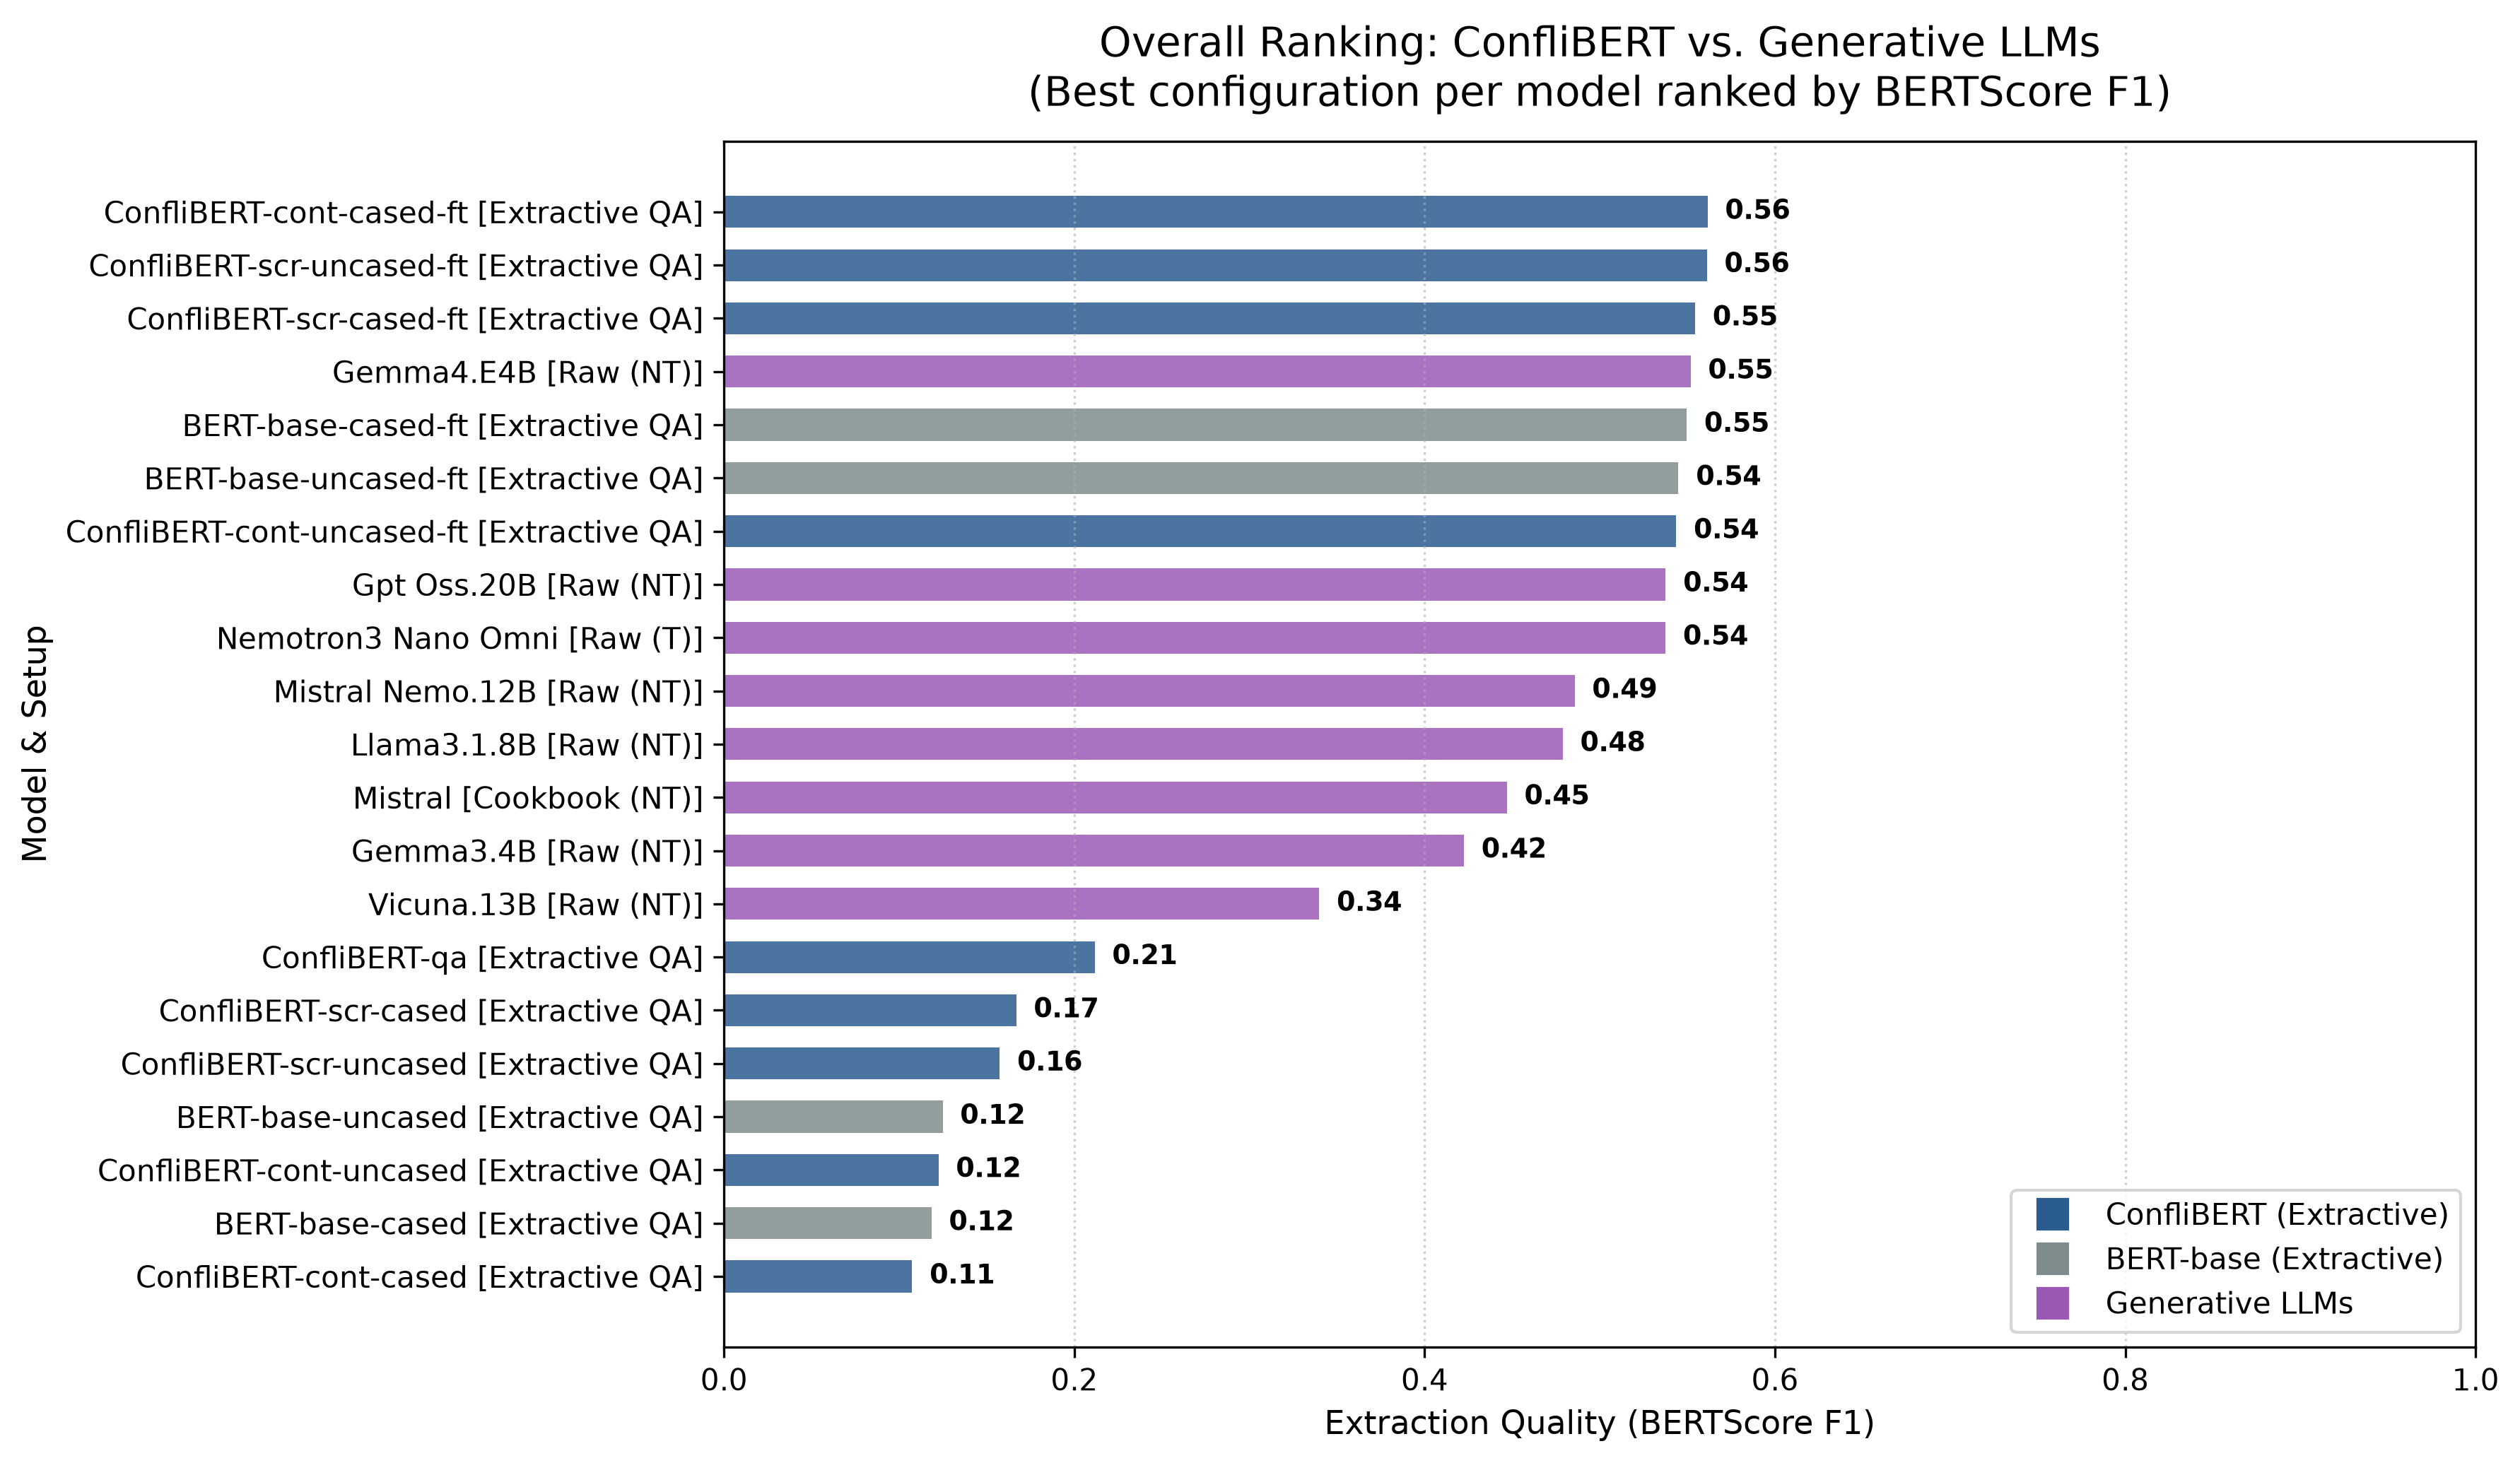 Overall Ranking: ConfliBERT vs. Generative LLMs
(Best configuration per model ranked by BERTScore F1)
Model & Setup
ConfliBERT-cont-cased-ft [Extractive QA] 0.56
ConfliBERT-scr-uncased-ft [Extractive QA] 0.56
ConfliBERT-scr-cased-ft [Extractive QA] 0.55
Gemma4.E4B [Raw (NT)] 0.55
BERT-base-cased-ft [Extractive QA] 0.55
BERT-base-uncased-ft [Extractive QA] 0.54
ConfliBERT-cont-uncased-ft [Extractive QA] 0.54
Gpt Oss.20B [Raw (NT)] 0.54
Nemotron3 Nano Omni [Raw (T)] 0.54
Mistral Nemo.12B [Raw (NT)] 0.49
Llama3.1.8B [Raw (NT)] 0.48
Mistral [Cookbook (NT)] 0.45
Gemma3.4B [Raw (NT)] 0.42
Vicuna.13B [Raw (NT)] 0.34
ConfliBERT-qa [Extractive QA] 0.21
ConfliBERT-scr-cased [Extractive QA] 0.17
ConfliBERT-scr-uncased [Extractive QA] 0.16
BERT-base-uncased [Extractive QA] 0.12
ConfliBERT-cont-uncased [Extractive QA] 0.12
BERT-base-cased [Extractive QA] 0.12
ConfliBERT-cont-cased [Extractive QA] 0.11
ConfliBERT (Extractive)
BERT-base (Extractive)
Generative LLMs
0.0 0.2 0.4 0.6 0.8 1.0
Extraction Quality (BERTScore F1)